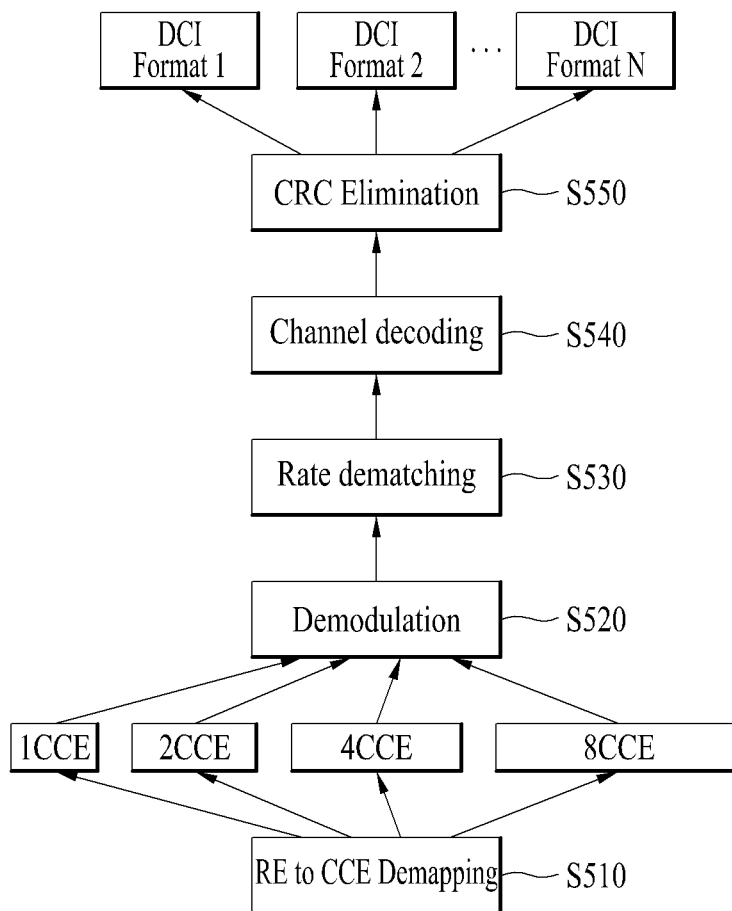 DCI
Format 1
DCI
Format 2
...
DCI
Format N
CRC Elimination
S550
Channel decoding
S540
Rate dematching
S530
Demodulation
S520
1CCE
2CCE
4CCE
8CCE
RE to CCE Demapping
S510